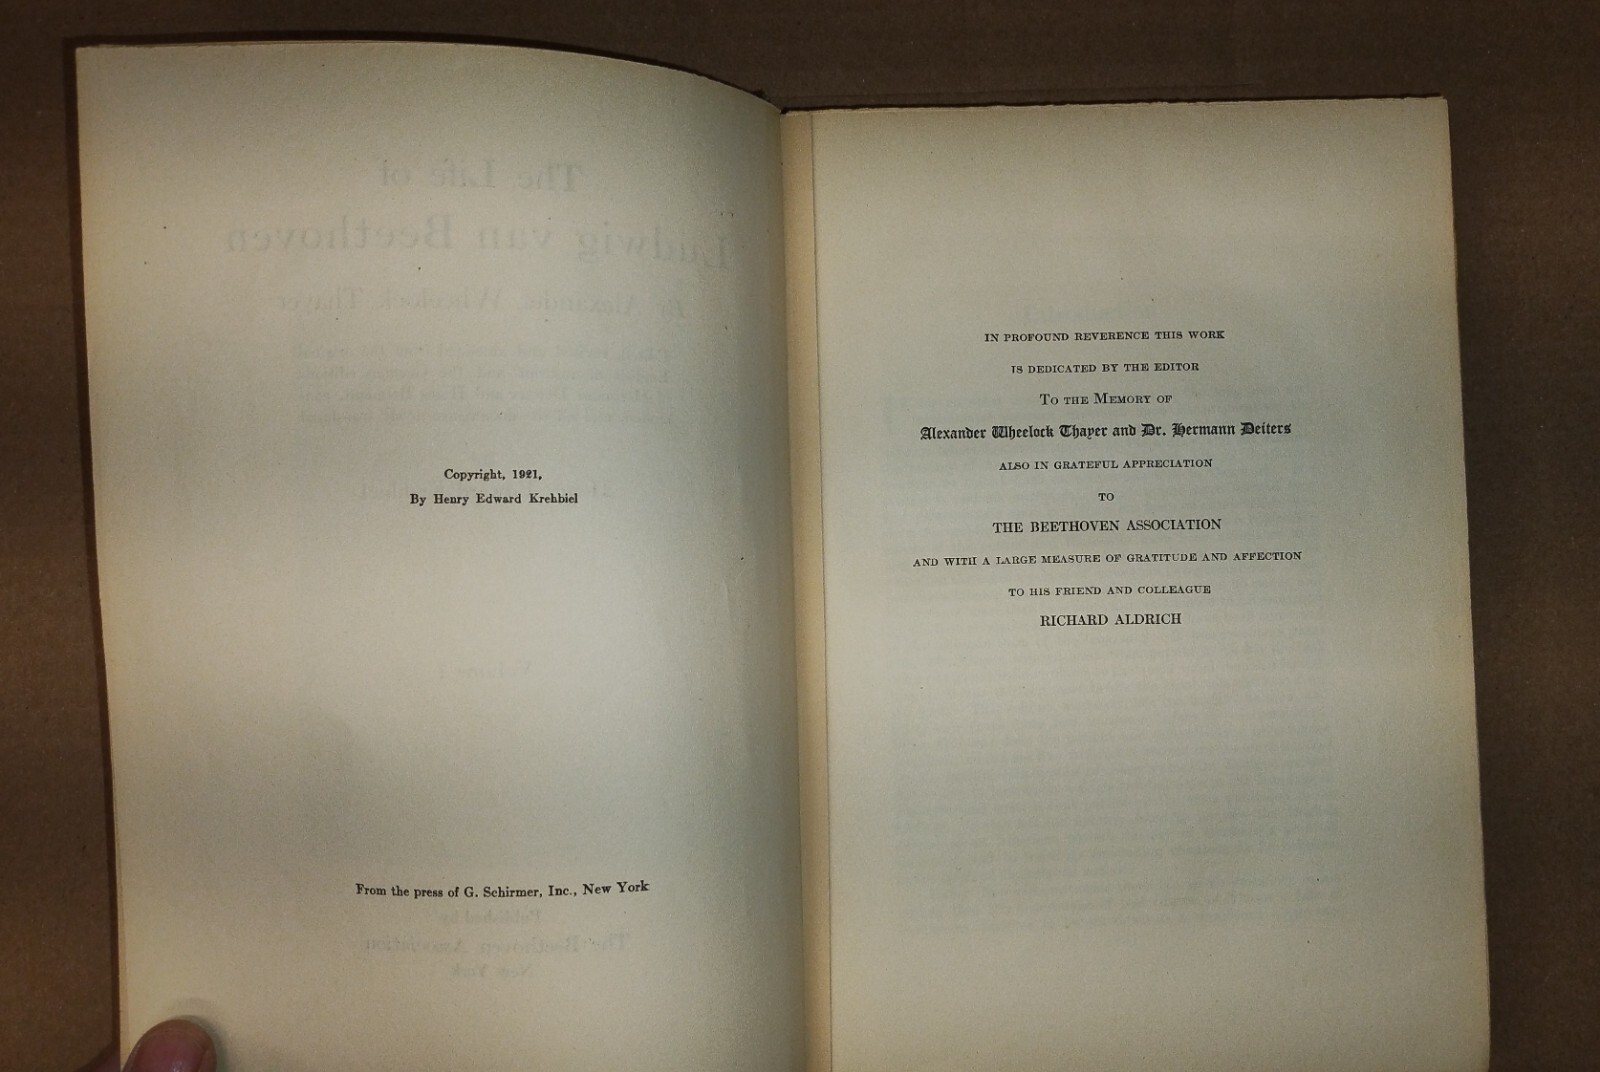 Copyright, 1921,
By Henry Edward Krehbiel
From the press of G. Schirmer, Inc., New York
IN PROFOUND REVERENCE THIS WORK
IS DEDICATED BY THE EDITOR
To the Memory of
Alexander Wheelock Thayer and Dr. Hermann Deiters
ALSO IN GRATEFUL APPRECIATION
TO
THE BEETHOVEN ASSOCIATION
AND WITH A LARGE MEASURE OF GRATITUDE AND AFFECTION
TO HIS FRIEND AND COLLEAGUE
RICHARD ALDRICH